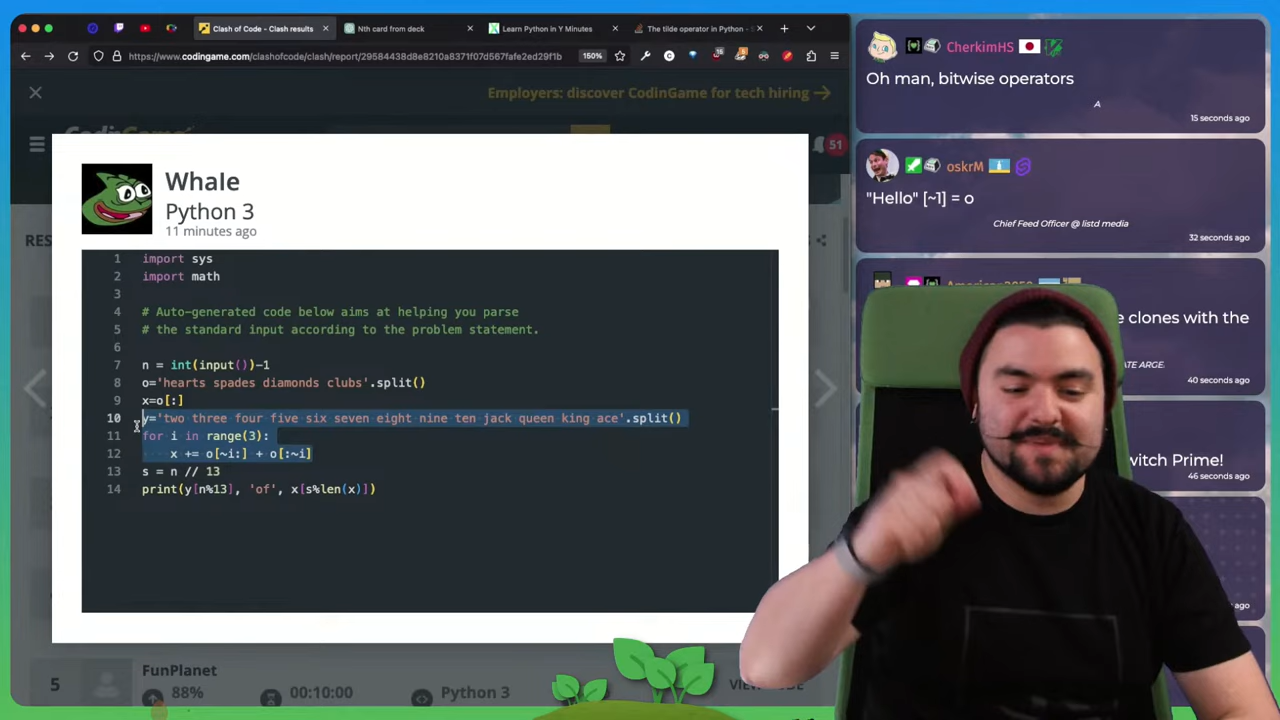 Clash of Code - Clash results
Nth card from deck
Learn Python in Y Minutes
The tilde operator in Python - S
https://www.codingame.com/clashofcode/clash/report/29584438d8e8210a8371f07d567fafe2ed29f1b
150%
Employers: discover CodinGame for tech hiring
51
Whale
Python 3
11 minutes ago
1 import sys
2 import math
3
4 # Auto-generated code below aims at helping you parse
5 # the standard input according to the problem statement.
6
7 n = int(input())-1
8 o='hearts spades diamonds clubs'.split()
9 x=o[:]
10 y='two three four five six seven eight nine ten jack queen king ace'.split()
11 for i in range(3):
12 x += o[~i:] + o[:~i]
13 s = n // 13
14 print(y[n%13], 'of', x[s%len(x)])
5
FunPlanet
88%
00:10:00
Python 3
CherkimHS
Oh man, bitwise operators
A
15 seconds ago
oskrM
"Hello" [~1] = o
Chief Feed Officer @ listd media
32 seconds ago
clones with the
40 seconds ago
witch Prime!
46 seconds ago